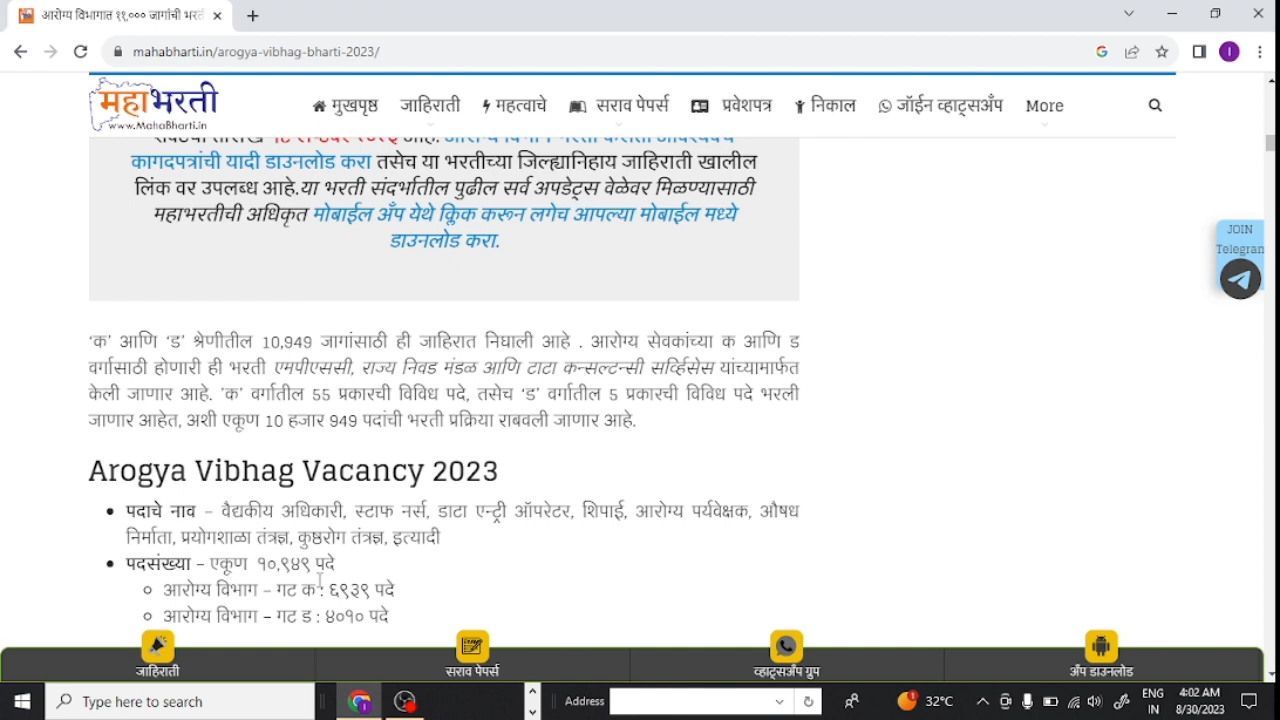 आरोग्य विभागात ११,००० जागांची भरती
mahabharti.in/arogya-vibhag-bharti-2023/
महाभरती
www.MahaBharti.in
मुखपृष्ठ जाहिराती महत्वाचे सराव पेपर्स प्रवेशपत्र निकाल जॉईन व्हाट्सअँप More
कागदपत्रांची यादी डाउनलोड करा तसेच या भरतीच्या जिल्ह्यानिहाय जाहिराती खालील
लिंक वर उपलब्ध आहे.या भरती संदर्भातील पुढील सर्व अपडेट्स वेळेवर मिळण्यासाठी
महाभरतीची अधिकृत मोबाईल अँप येथे क्लिक करून लगेच आपल्या मोबाईल मध्ये
डाउनलोड करा.
JOIN
Telegram
‘क’ आणि ‘ड’ श्रेणीतील 10,949 जागांसाठी ही जाहिरात निघाली आहे . आरोग्य सेवकांच्या क आणि ड
वर्गासाठी होणारी ही भरती एमपीएससी, राज्य निवड मंडळ आणि टाटा कन्सल्टन्सी सर्व्हिसेस यांच्यामार्फत
केली जाणार आहे. ’क’ वर्गातील 55 प्रकारची विविध पदे, तसेच ‘ड’ वर्गातील 5 प्रकारची विविध पदे भरली
जाणार आहेत, अशी एकूण 10 हजार 949 पदांची भरती प्रक्रिया राबवली जाणार आहे.
Arogya Vibhag Vacancy 2023
पदाचे नाव – वैद्यकीय अधिकारी, स्टाफ नर्स, डाटा एन्ट्री ऑपरेटर, शिपाई, आरोग्य पर्यवेक्षक, औषध
निर्माता, प्रयोगशाळा तंत्रज्ञ, कुष्ठरोग तंत्रज्ञ, इत्यादी
पदसंख्या – एकूण १०,९४९ पदे
आरोग्य विभाग – गट क : ६९३९ पदे
आरोग्य विभाग – गट ड : ४०१० पदे
जाहिराती सराव पेपर्स व्हाट्सअँप ग्रुप अँप डाउनलोड
Type here to search Address 32°C ENG 4:02 AM
IN 8/30/2023